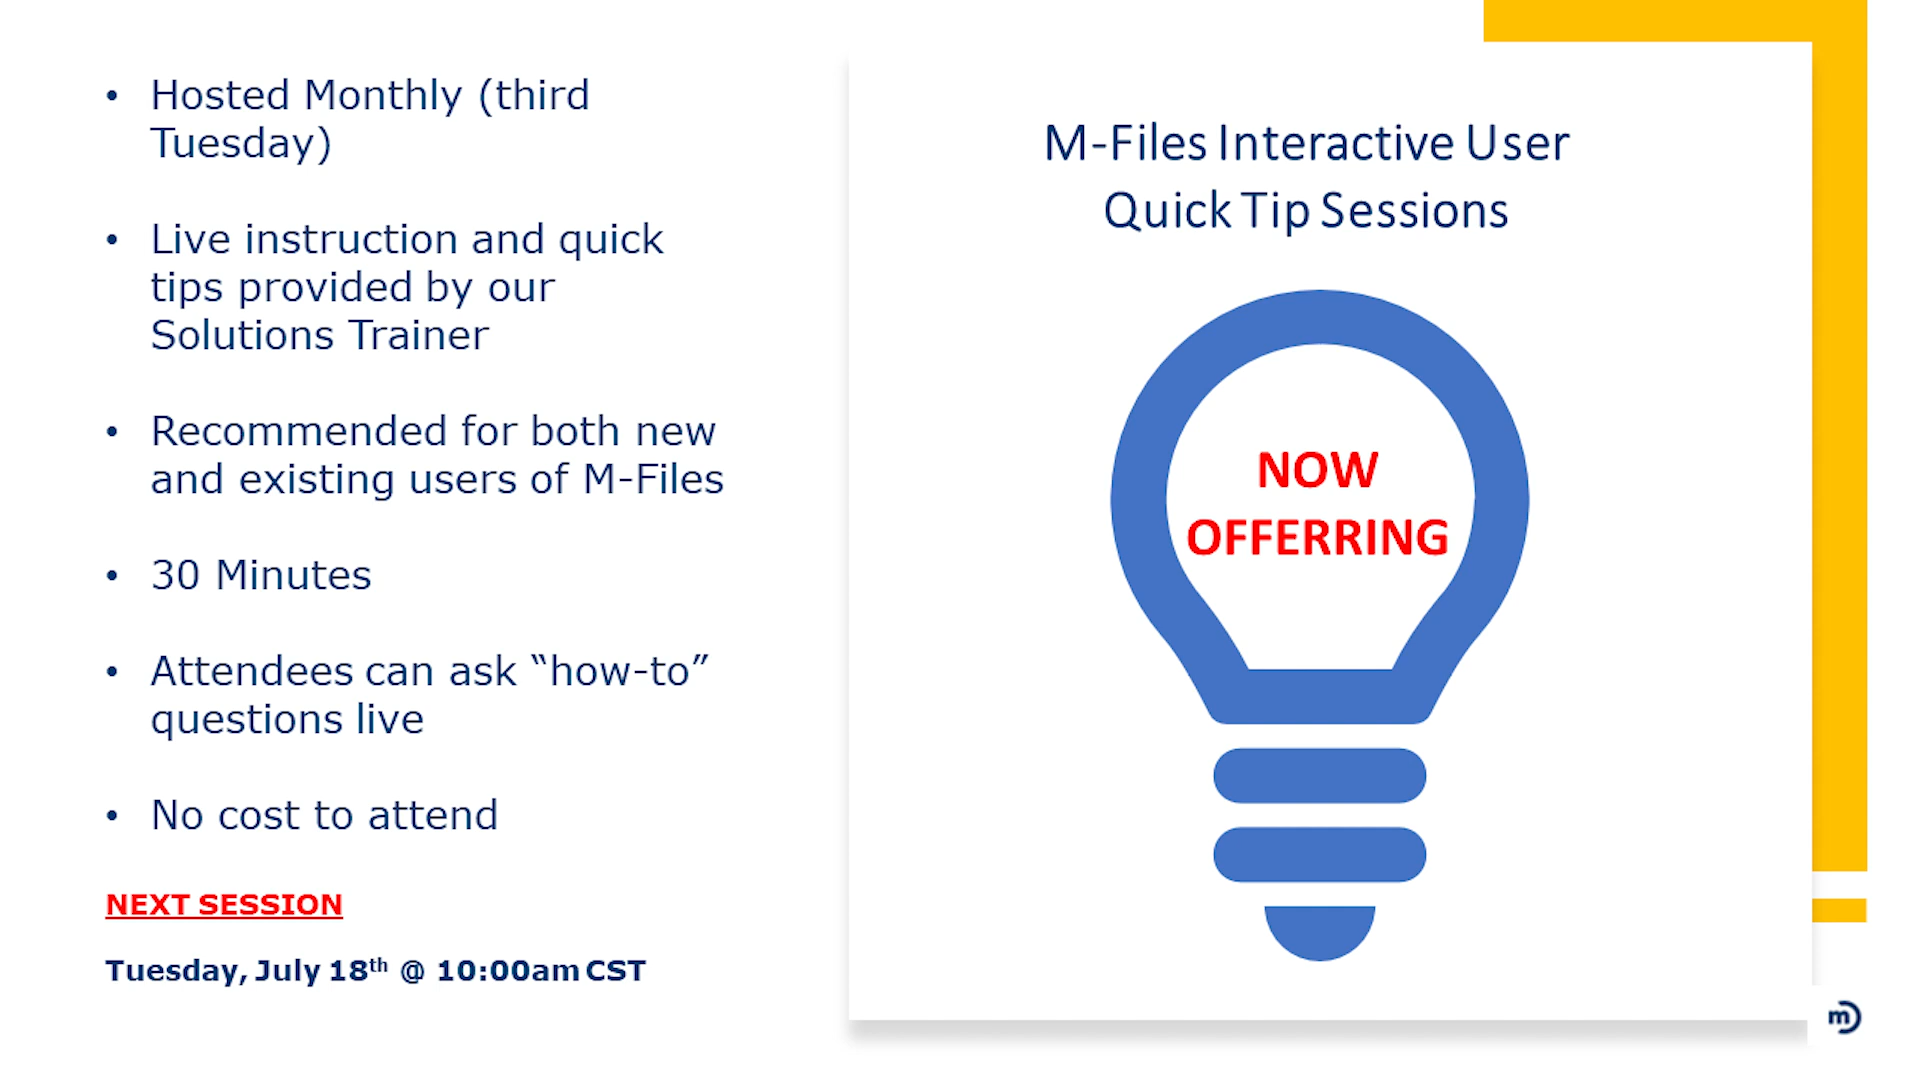 • Hosted Monthly (third
Tuesday)
• Live instruction and quick
tips provided by our
Solutions Trainer
• Recommended for both new
and existing users of M-Files
• 30 Minutes
• Attendees can ask “how-to”
questions live
• No cost to attend
NEXT SESSION
Tuesday, July 18th @ 10:00am CST
M-Files Interactive User
Quick Tip Sessions
NOW
OFFERRING
m